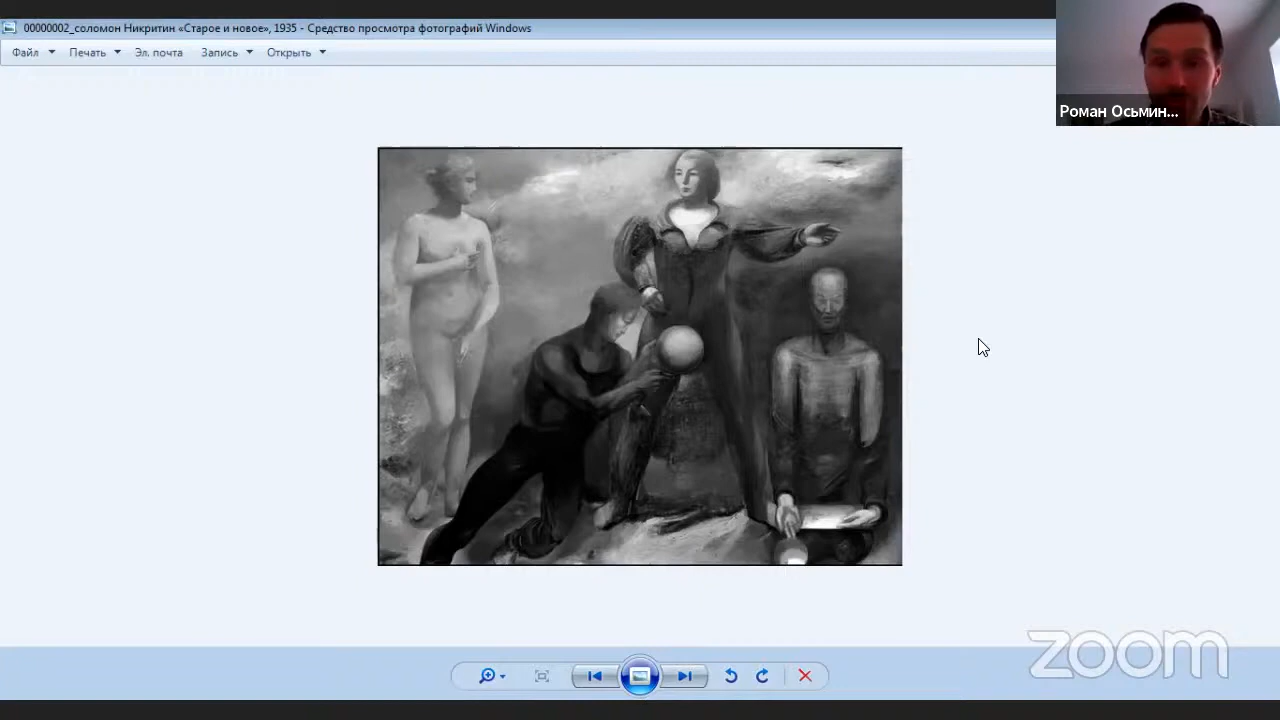 00000002_соломон Никритин «Старое и новое», 1935 - Средство просмотра фотографий Windows
Файл Печать Эл. почта Запись Открыть
Роман Осьмин...
zoom